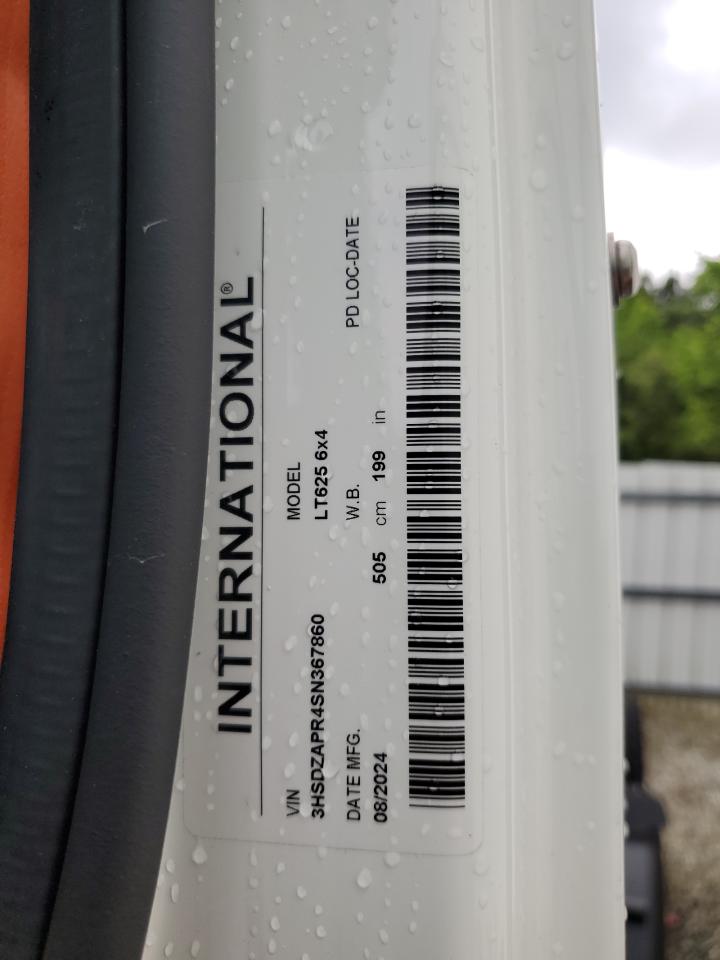 INTERNATIONAL®
VIN MODEL
3HSDZAPR4SN367860 LT625 6x4
DATE MFG. W.B. PD LOC-DATE
08/2024 505 cm 199 in